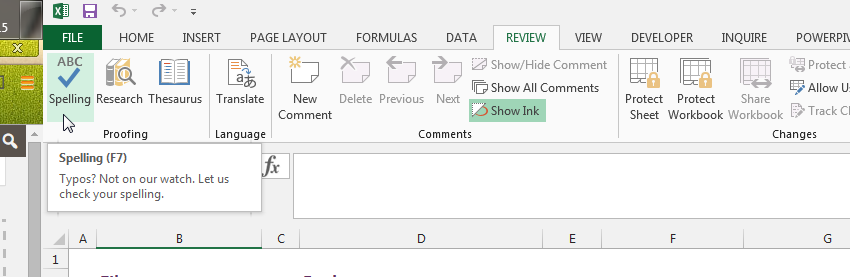 .5
FILE HOME INSERT PAGE LAYOUT FORMULAS DATA REVIEW VIEW DEVELOPER INQUIRE POWERPIV
ABC
Spelling Research Thesaurus
Proofing
Translate
Language
New Comment
Delete Previous Next
Show/Hide Comment
Show All Comments
Show Ink
Comments
Protect Sheet
Protect Workbook
Share Workbook
Protect
Allow Us
Track C
Changes
Spelling (F7)
Typos? Not on our watch. Let us
check your spelling.
fx
A B C D E F G
1